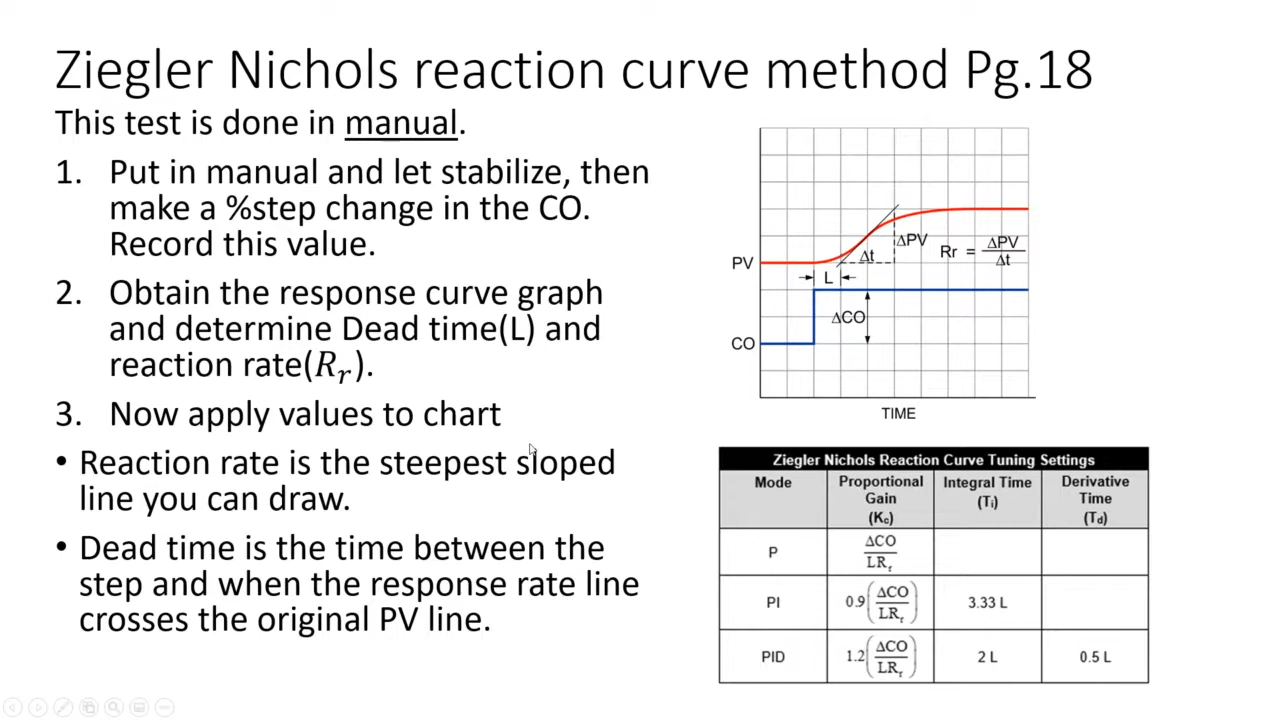 Ziegler Nichols reaction curve method Pg.18
This test is done in manual.
1. Put in manual and let stabilize, then
make a %step change in the CO.
Record this value.
2. Obtain the response curve graph
and determine Dead time(L) and
reaction rate(R_r).
3. Now apply values to chart
• Reaction rate is the steepest sloped
line you can draw.
• Dead time is the time between the
step and when the response rate line
crosses the original PV line.
PV
L
Δt
ΔPV
Rr = ΔPV/Δt
ΔCO
CO
TIME
Ziegler Nichols Reaction Curve Tuning Settings
Mode Proportional Gain (Kc) Integral Time (Ti) Derivative Time (Td)
P ΔCO/LRr
PI 0.9(ΔCO/LRr) 3.33 L
PID 1.2(ΔCO/LRr) 2 L 0.5 L